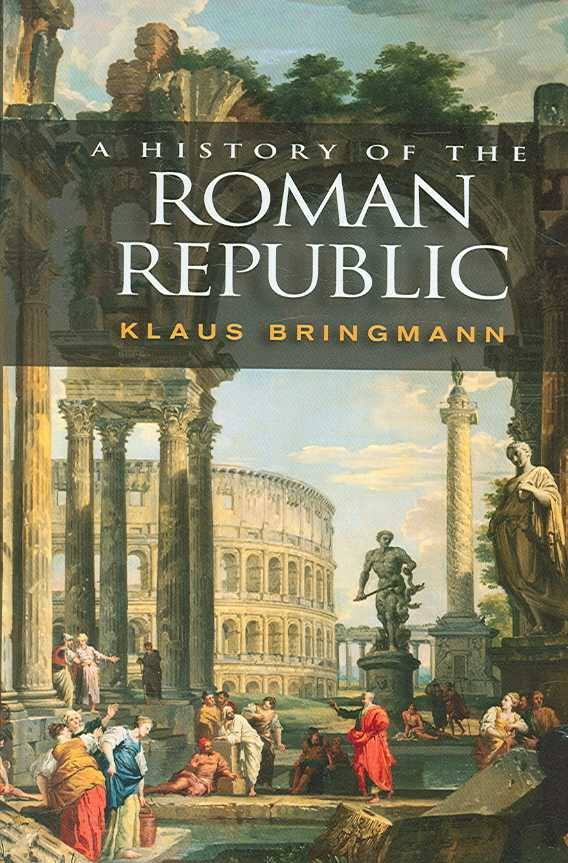 A HISTORY OF THE
ROMAN
REPUBLIC
KLAUS BRINGMANN